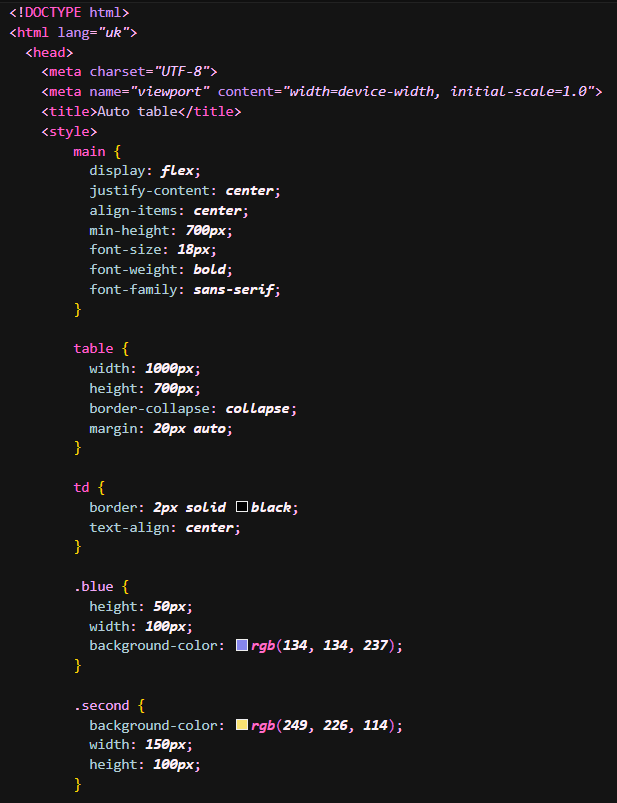 <!DOCTYPE html>
<html lang="uk">
<head>
<meta charset="UTF-8">
<meta name="viewport" content="width=device-width, initial-scale=1.0">
<title>Auto table</title>
<style>
main {
display: flex;
justify-content: center;
align-items: center;
min-height: 700px;
font-size: 18px;
font-weight: bold;
font-family: sans-serif;
}
table {
width: 1000px;
height: 700px;
border-collapse: collapse;
margin: 20px auto;
}
td {
border: 2px solid black;
text-align: center;
}
.blue {
height: 50px;
width: 100px;
background-color: rgb(134, 134, 237);
}
.second {
background-color: rgb(249, 226, 114);
width: 150px;
height: 100px;
}